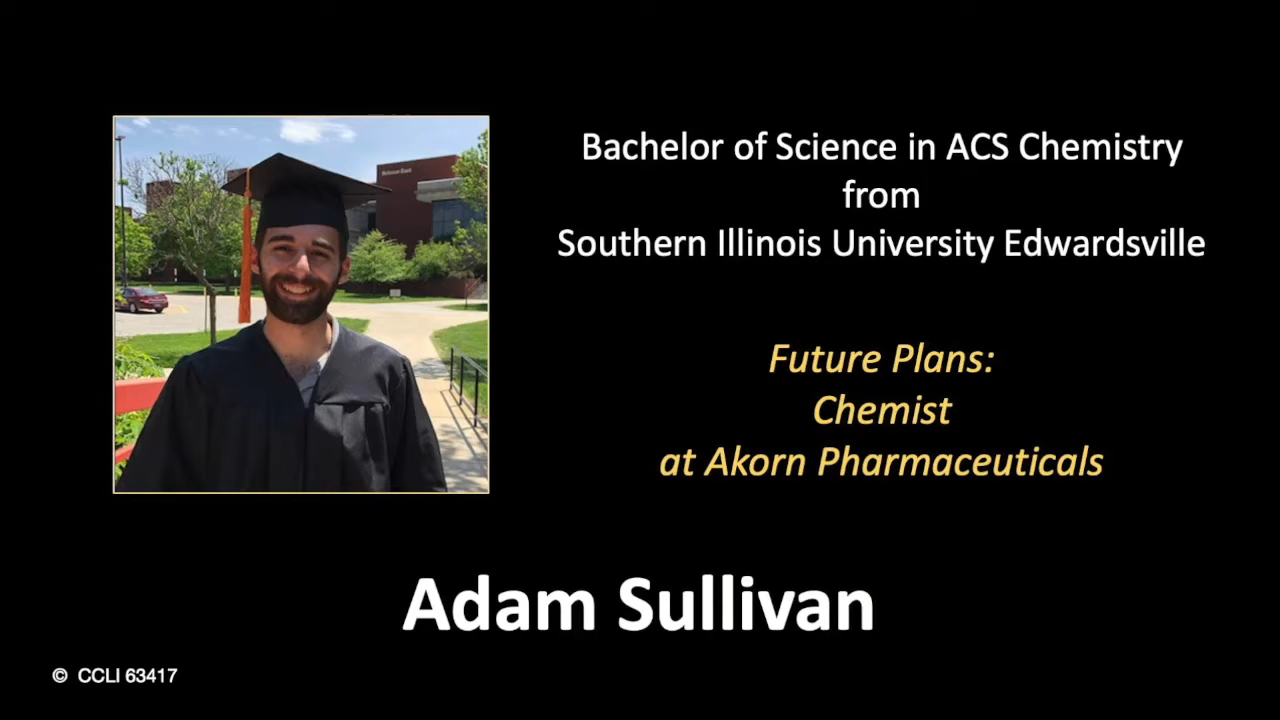 Bachelor of Science in ACS Chemistry
from
Southern Illinois University Edwardsville
Future Plans:
Chemist
at Akorn Pharmaceuticals
Adam Sullivan
© CCLI 63417